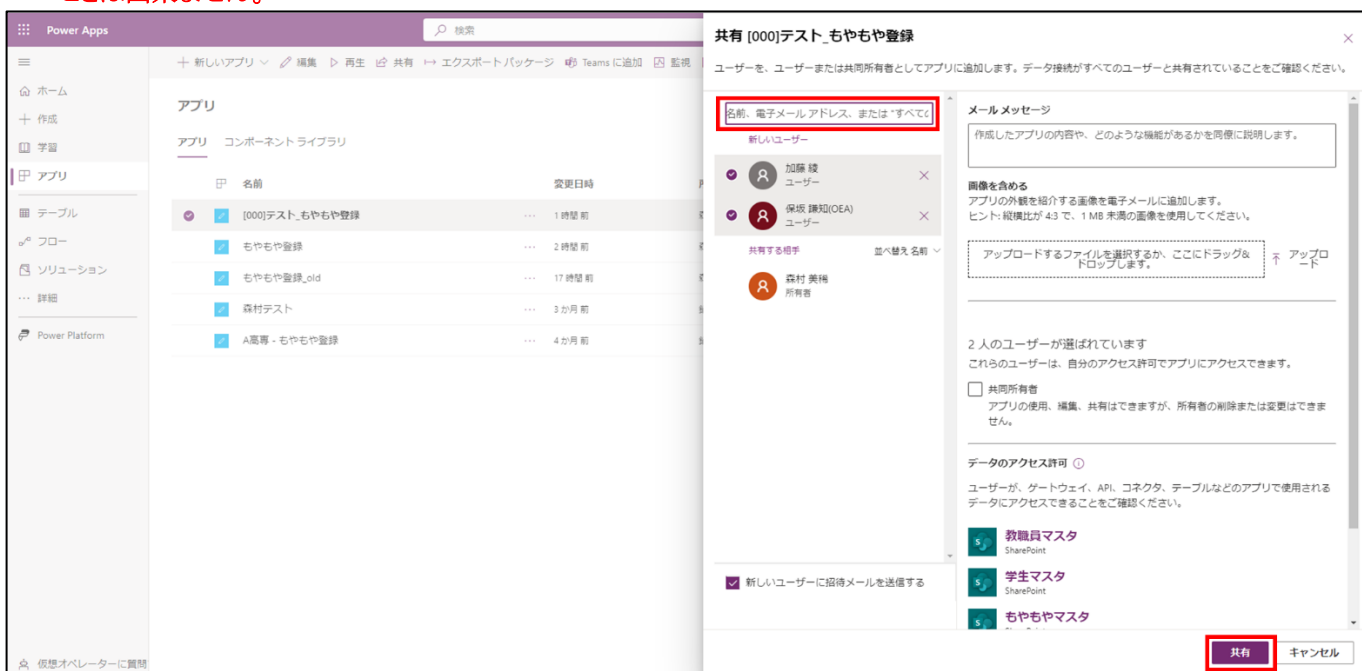 ことは出来ません。
Power Apps
検索
新しいアプリ 編集 再生 共有 エクスポート パッケージ Teams に追加 監視
ホーム
作成
学習
アプリ
テーブル
フロー
ソリューション
詳細
Power Platform
仮想オペレーターに質問
アプリ
アプリ コンポーネント ライブラリ
名前 変更日時
[000]テスト_もやもや登録 ... 1 時間 前
もやもや登録 ... 2 時間 前
もやもや登録_old ... 17 時間 前
森村テスト ... 3 か月 前
A高専 - もやもや登録 ... 4 か月 前
共有 [000]テスト_もやもや登録
ユーザーを、ユーザーまたは共同所有者としてアプリに追加します。データ接続がすべてのユーザーと共有されていることをご確認ください。
名前、電子メール アドレス、または "すべて
新しいユーザー
加藤 綾
ユーザー
保坂 謙知(OEA)
ユーザー
共有する相手 並べ替え 名前
森村 美稀
所有者
新しいユーザーに招待メールを送信する
メール メッセージ
作成したアプリの内容や、どのような機能があるかを同僚に説明します。
画像を含める
アプリの外観を紹介する画像を電子メールに追加します。
ヒント: 縦横比が 4:3 で、1 MB 未満の画像を使用してください。
アップロードするファイルを選択するか、ここにドラッグ&
ドロップします。
アップロ
ード
2 人のユーザーが選ばれています
これらのユーザーは、自分のアクセス許可でアプリにアクセスできます。
共同所有者
アプリの使用、編集、共有はできますが、所有者の削除または変更はできま
せん。
データのアクセス許可
ユーザーが、ゲートウェイ、API、コネクタ、テーブルなどのアプリで使用される
データにアクセスできることをご確認ください。
教職員マスタ
SharePoint
学生マスタ
SharePoint
もやもやマスタ
共有 キャンセル